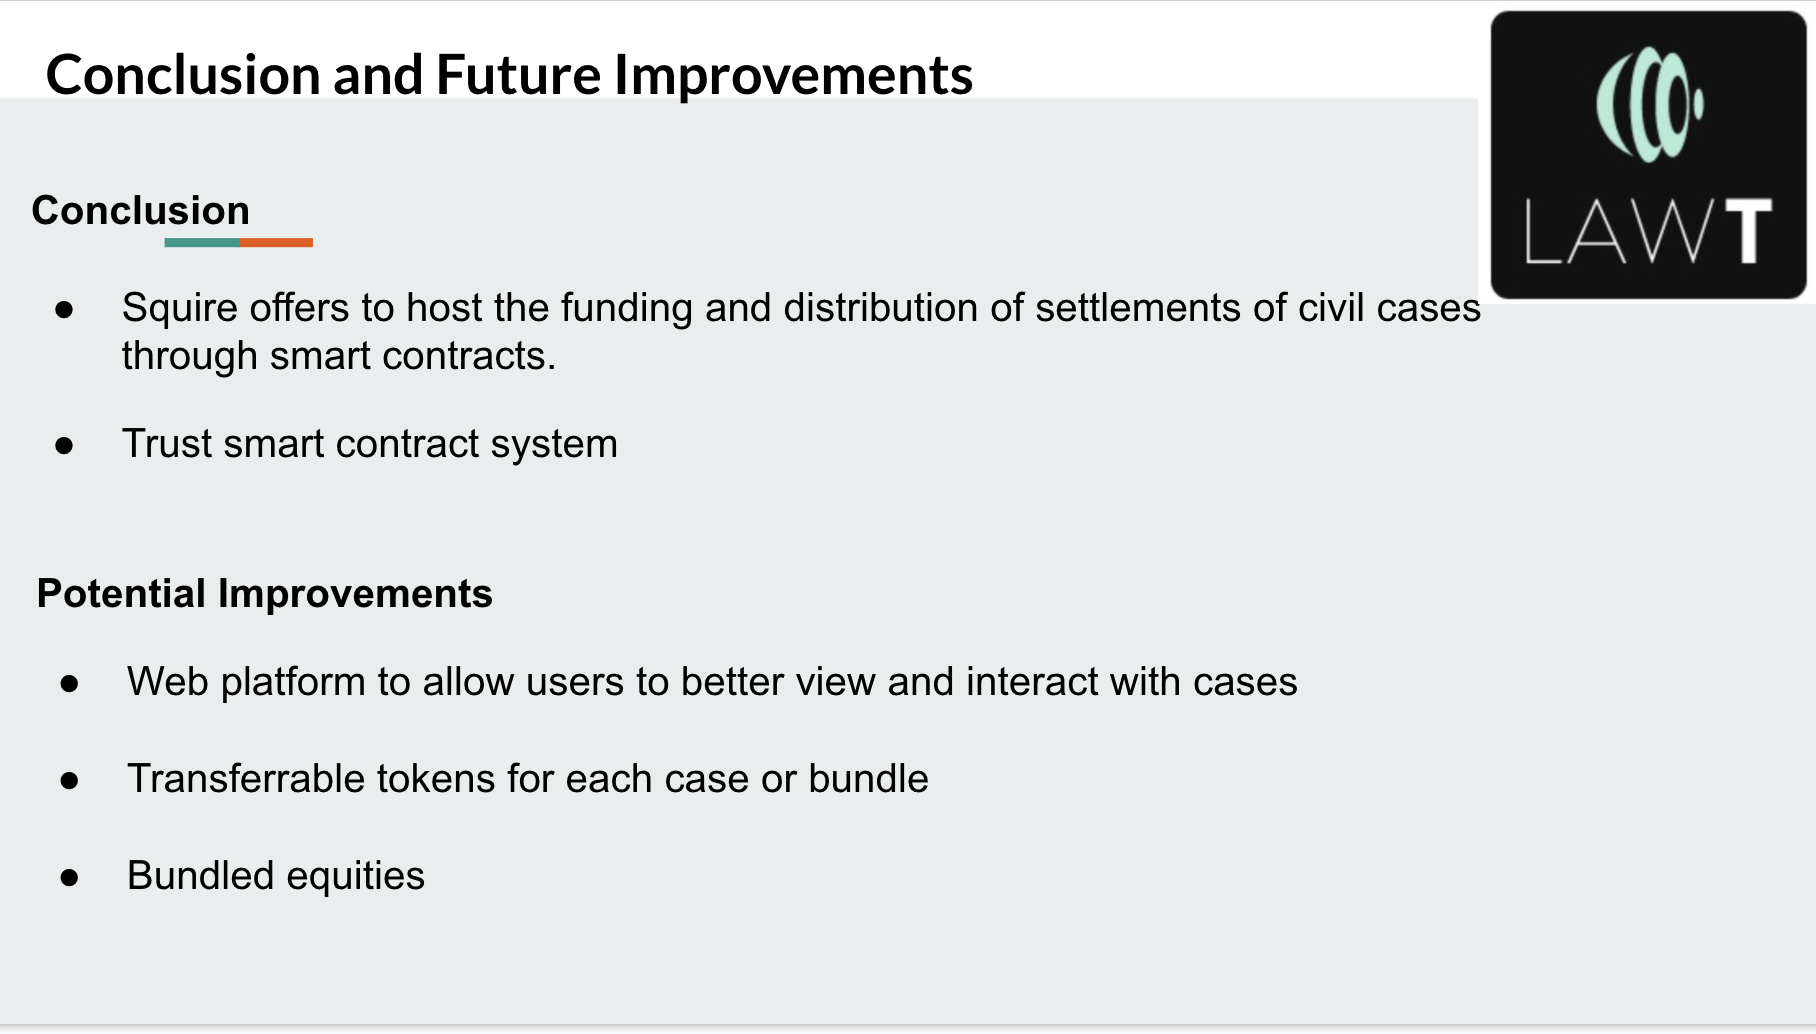 Conclusion and Future Improvements
LAWT
Conclusion
● Squire offers to host the funding and distribution of settlements of civil cases
through smart contracts.
● Trust smart contract system
Potential Improvements
● Web platform to allow users to better view and interact with cases
● Transferrable tokens for each case or bundle
● Bundled equities